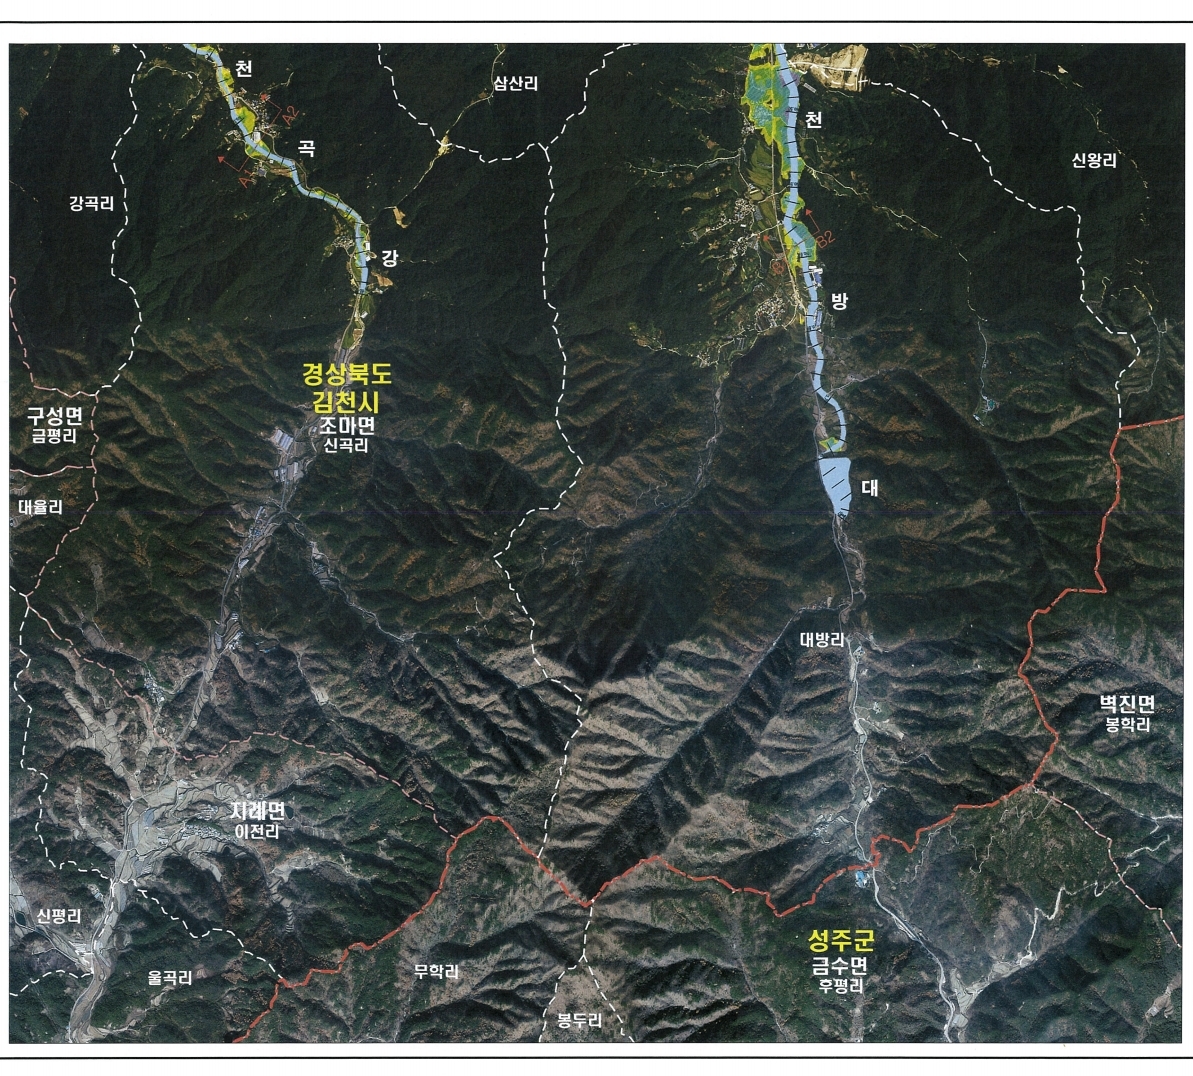 천
삼산리
A2
곡
천
신왕리
강곡리
B2
강
방
경상북도
김천시
조마면
신곡리
구성면
금평리
대율리
대
대방리
벽진면
봉학리
지례면
이전리
신평리
성주군
금수면
후평리
울곡리
무학리
봉두리